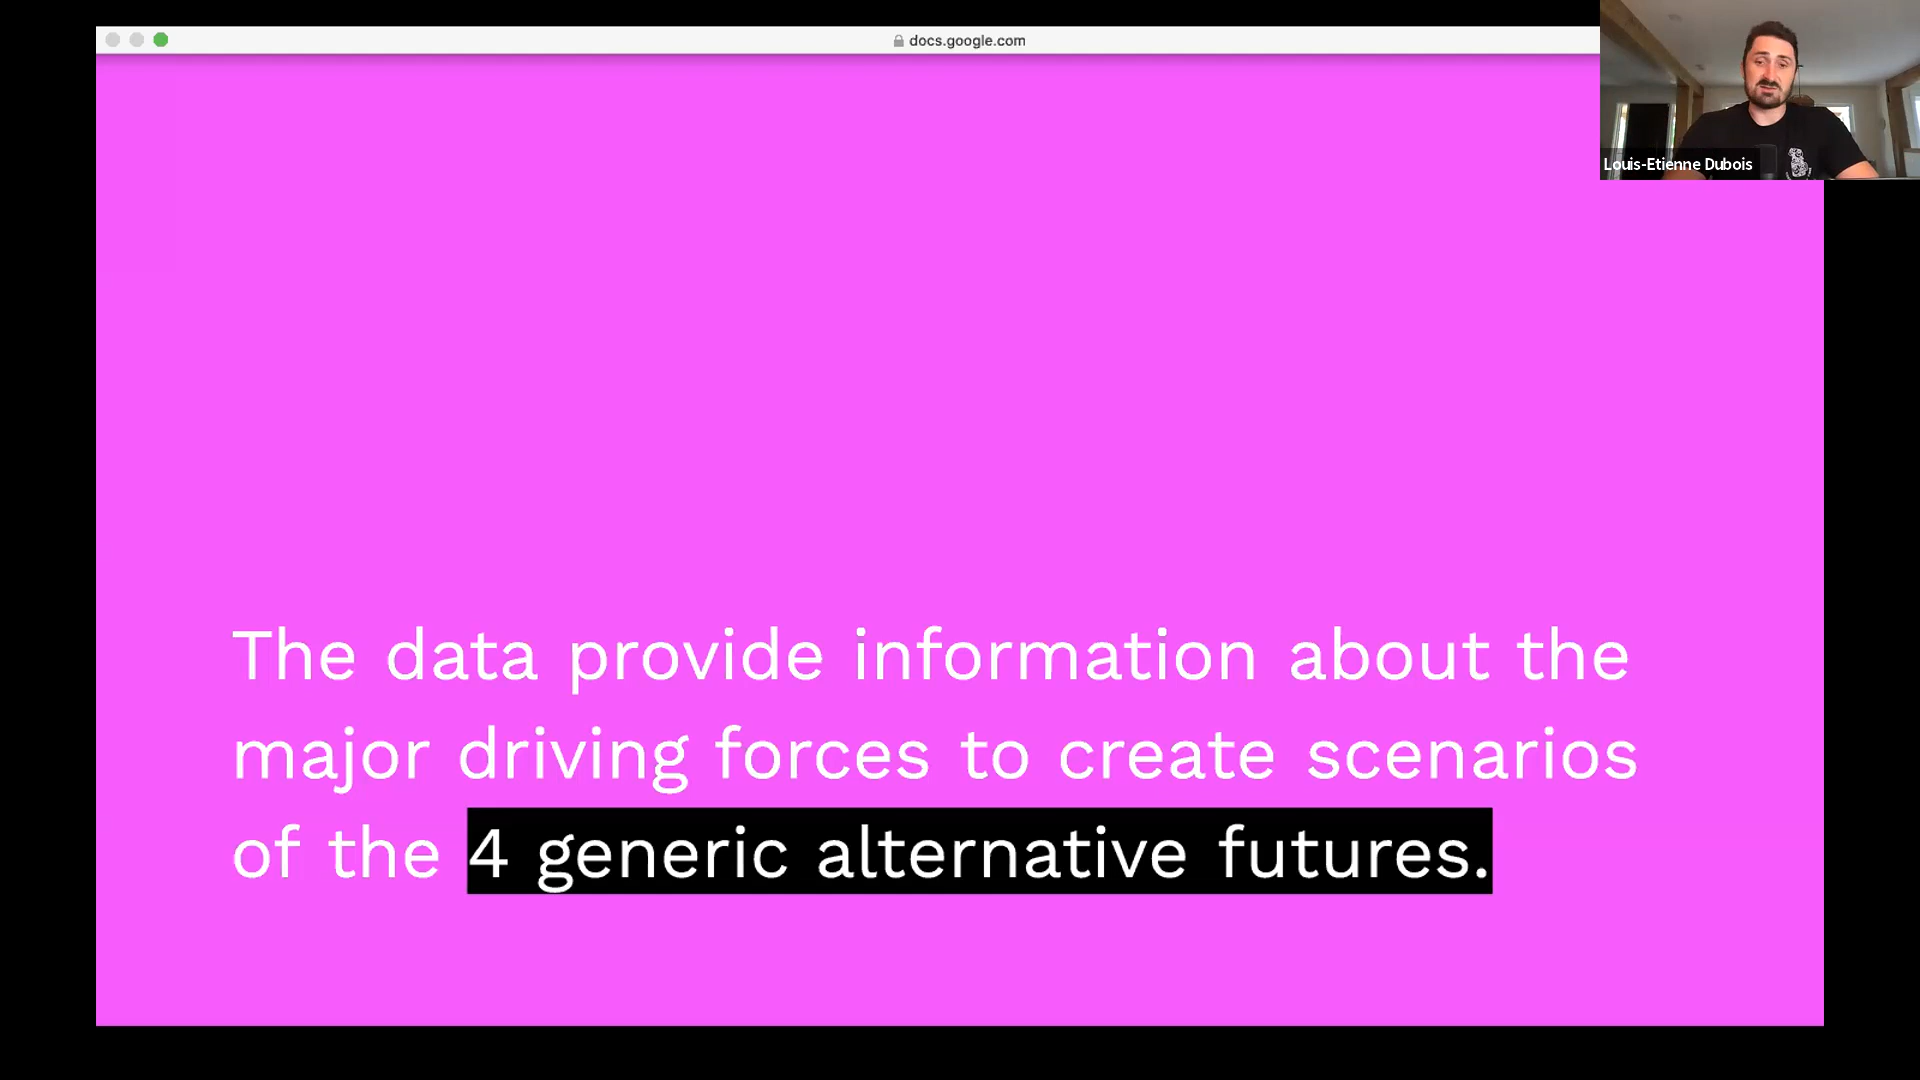 docs.google.com
Louis-Etienne Dubois
The data provide information about the
major driving forces to create scenarios
of the 4 generic alternative futures.